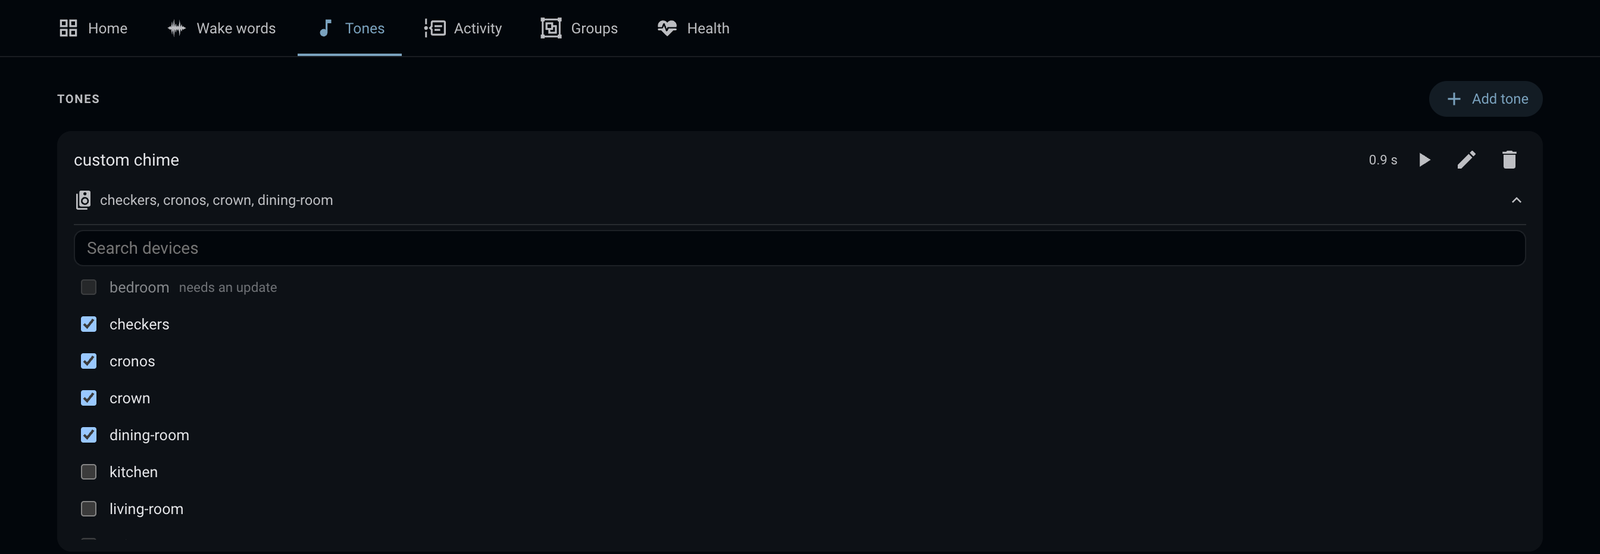 Home Wake words Tones Activity Groups Health
TONES
Add tone
custom chime 0.9 s
checkers, cronos, crown, dining-room
Search devices
bedroom needs an update
checkers
cronos
crown
dining-room
kitchen
living-room